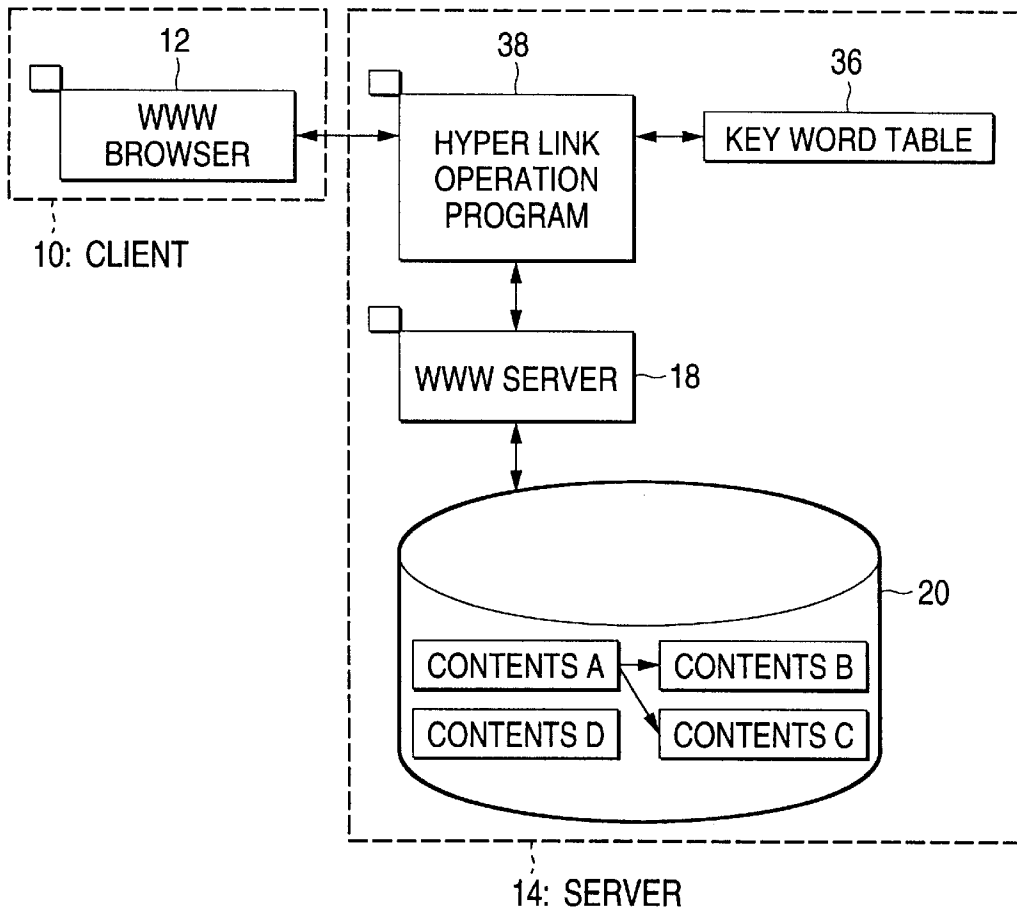 12
WWW
BROWSER
10: CLIENT
38
HYPER LINK
OPERATION
PROGRAM
36
KEY WORD TABLE
WWW SERVER
18
20
CONTENTS A
CONTENTS B
CONTENTS D
CONTENTS C
14: SERVER